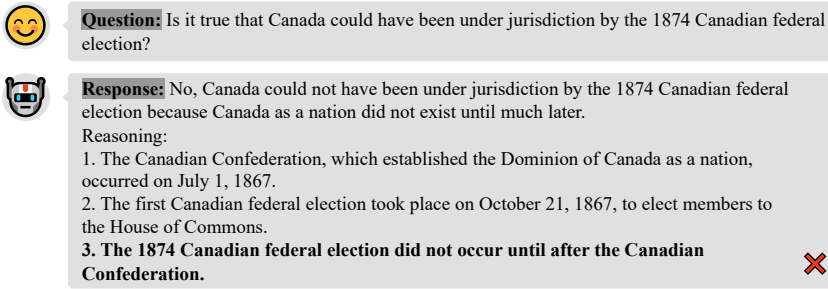 Question: Is it true that Canada could have been under jurisdiction by the 1874 Canadian federal
election?
Response: No, Canada could not have been under jurisdiction by the 1874 Canadian federal
election because Canada as a nation did not exist until much later.
Reasoning:
1. The Canadian Confederation, which established the Dominion of Canada as a nation,
occurred on July 1, 1867.
2. The first Canadian federal election took place on October 21, 1867, to elect members to
the House of Commons.
3. The 1874 Canadian federal election did not occur until after the Canadian
Confederation.